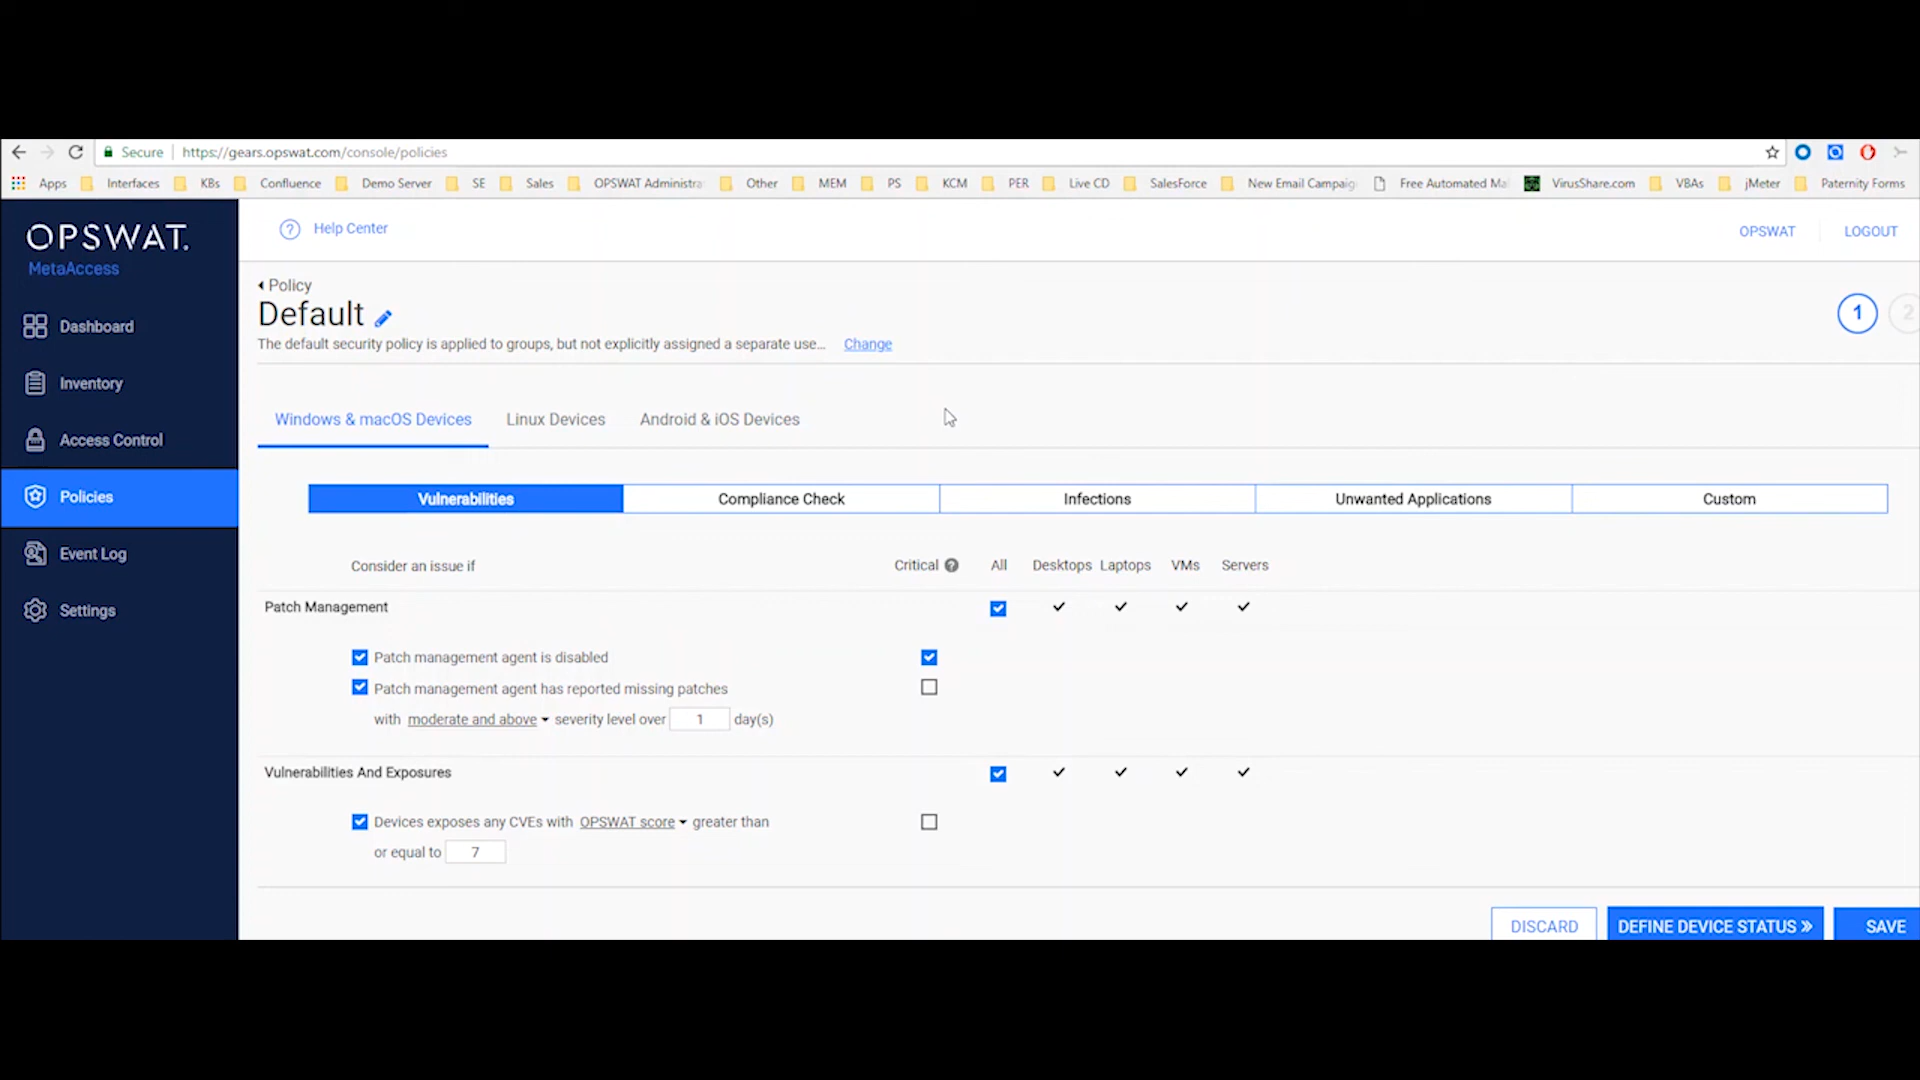 Secure https://gears.opswat.com/console/policies
Apps Interfaces KBs Confluence Demo Server SE Sales OPSWAT Administra Other MEM PS KCM PER Live CD SalesForce New Email Campaig Free Automated Ma VirusShare.com VBAs jMeter Paternity Forms
OPSWAT.
MetaAccess
Dashboard
Inventory
Access Control
Policies
Event Log
Settings
? Help Center
OPSWAT LOGOUT
Policy
Default
1 2
The default security policy is applied to groups, but not explicitly assigned a separate use... Change
Windows & macOS Devices Linux Devices Android & iOS Devices
Vulnerabilities Compliance Check Infections Unwanted Applications Custom
Consider an issue if Critical ? All Desktops Laptops VMs Servers
Patch Management
Patch management agent is disabled
Patch management agent has reported missing patches
with moderate and above severity level over 1 day(s)
Vulnerabilities And Exposures
Devices exposes any CVEs with OPSWAT score greater than
or equal to 7
DISCARD DEFINE DEVICE STATUS » SAVE